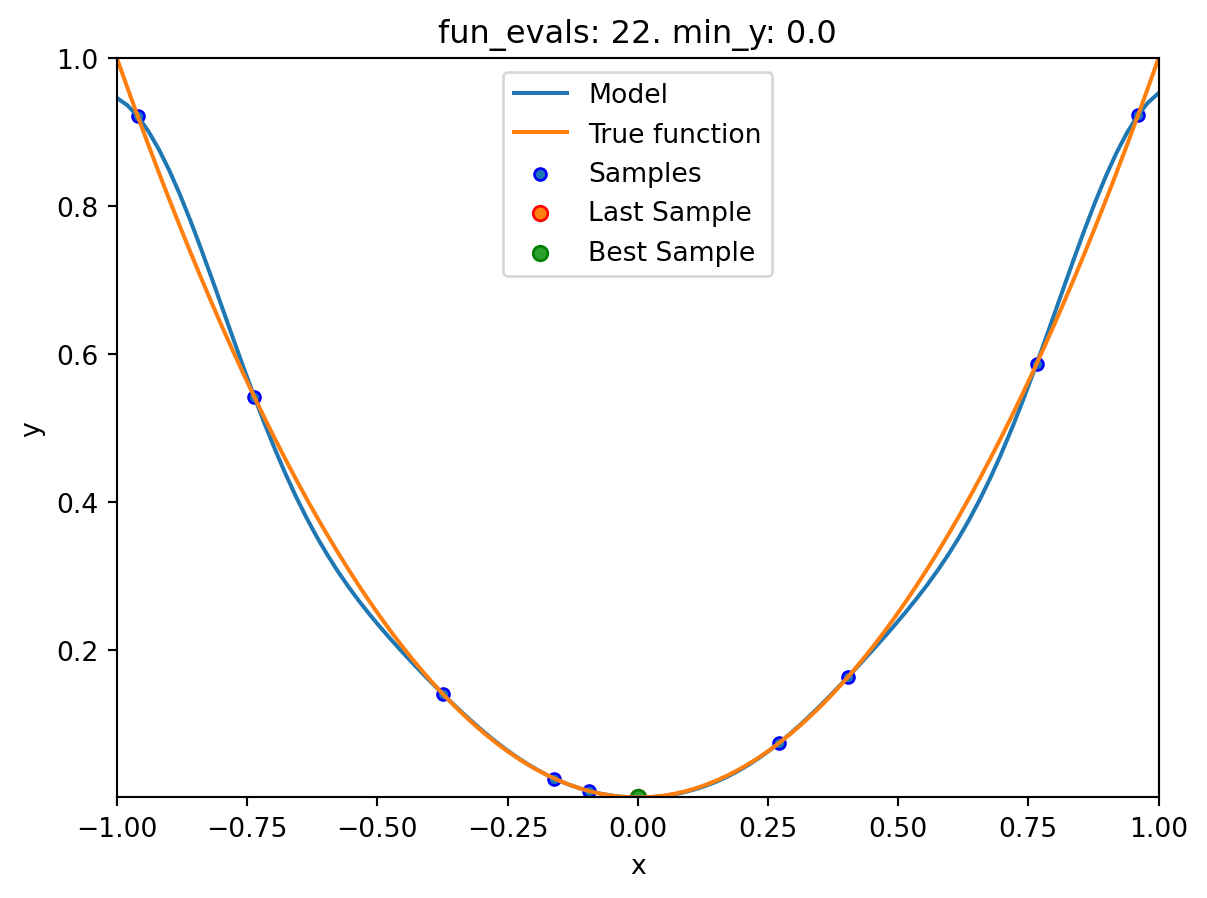 fun_evals: 22. min_y: 0.0
1.0
0.8
0.6
0.4
0.2
y
Model
True function
Samples
Last Sample
Best Sample
−1.00 −0.75 −0.50 −0.25 0.00 0.25 0.50 0.75 1.00
x